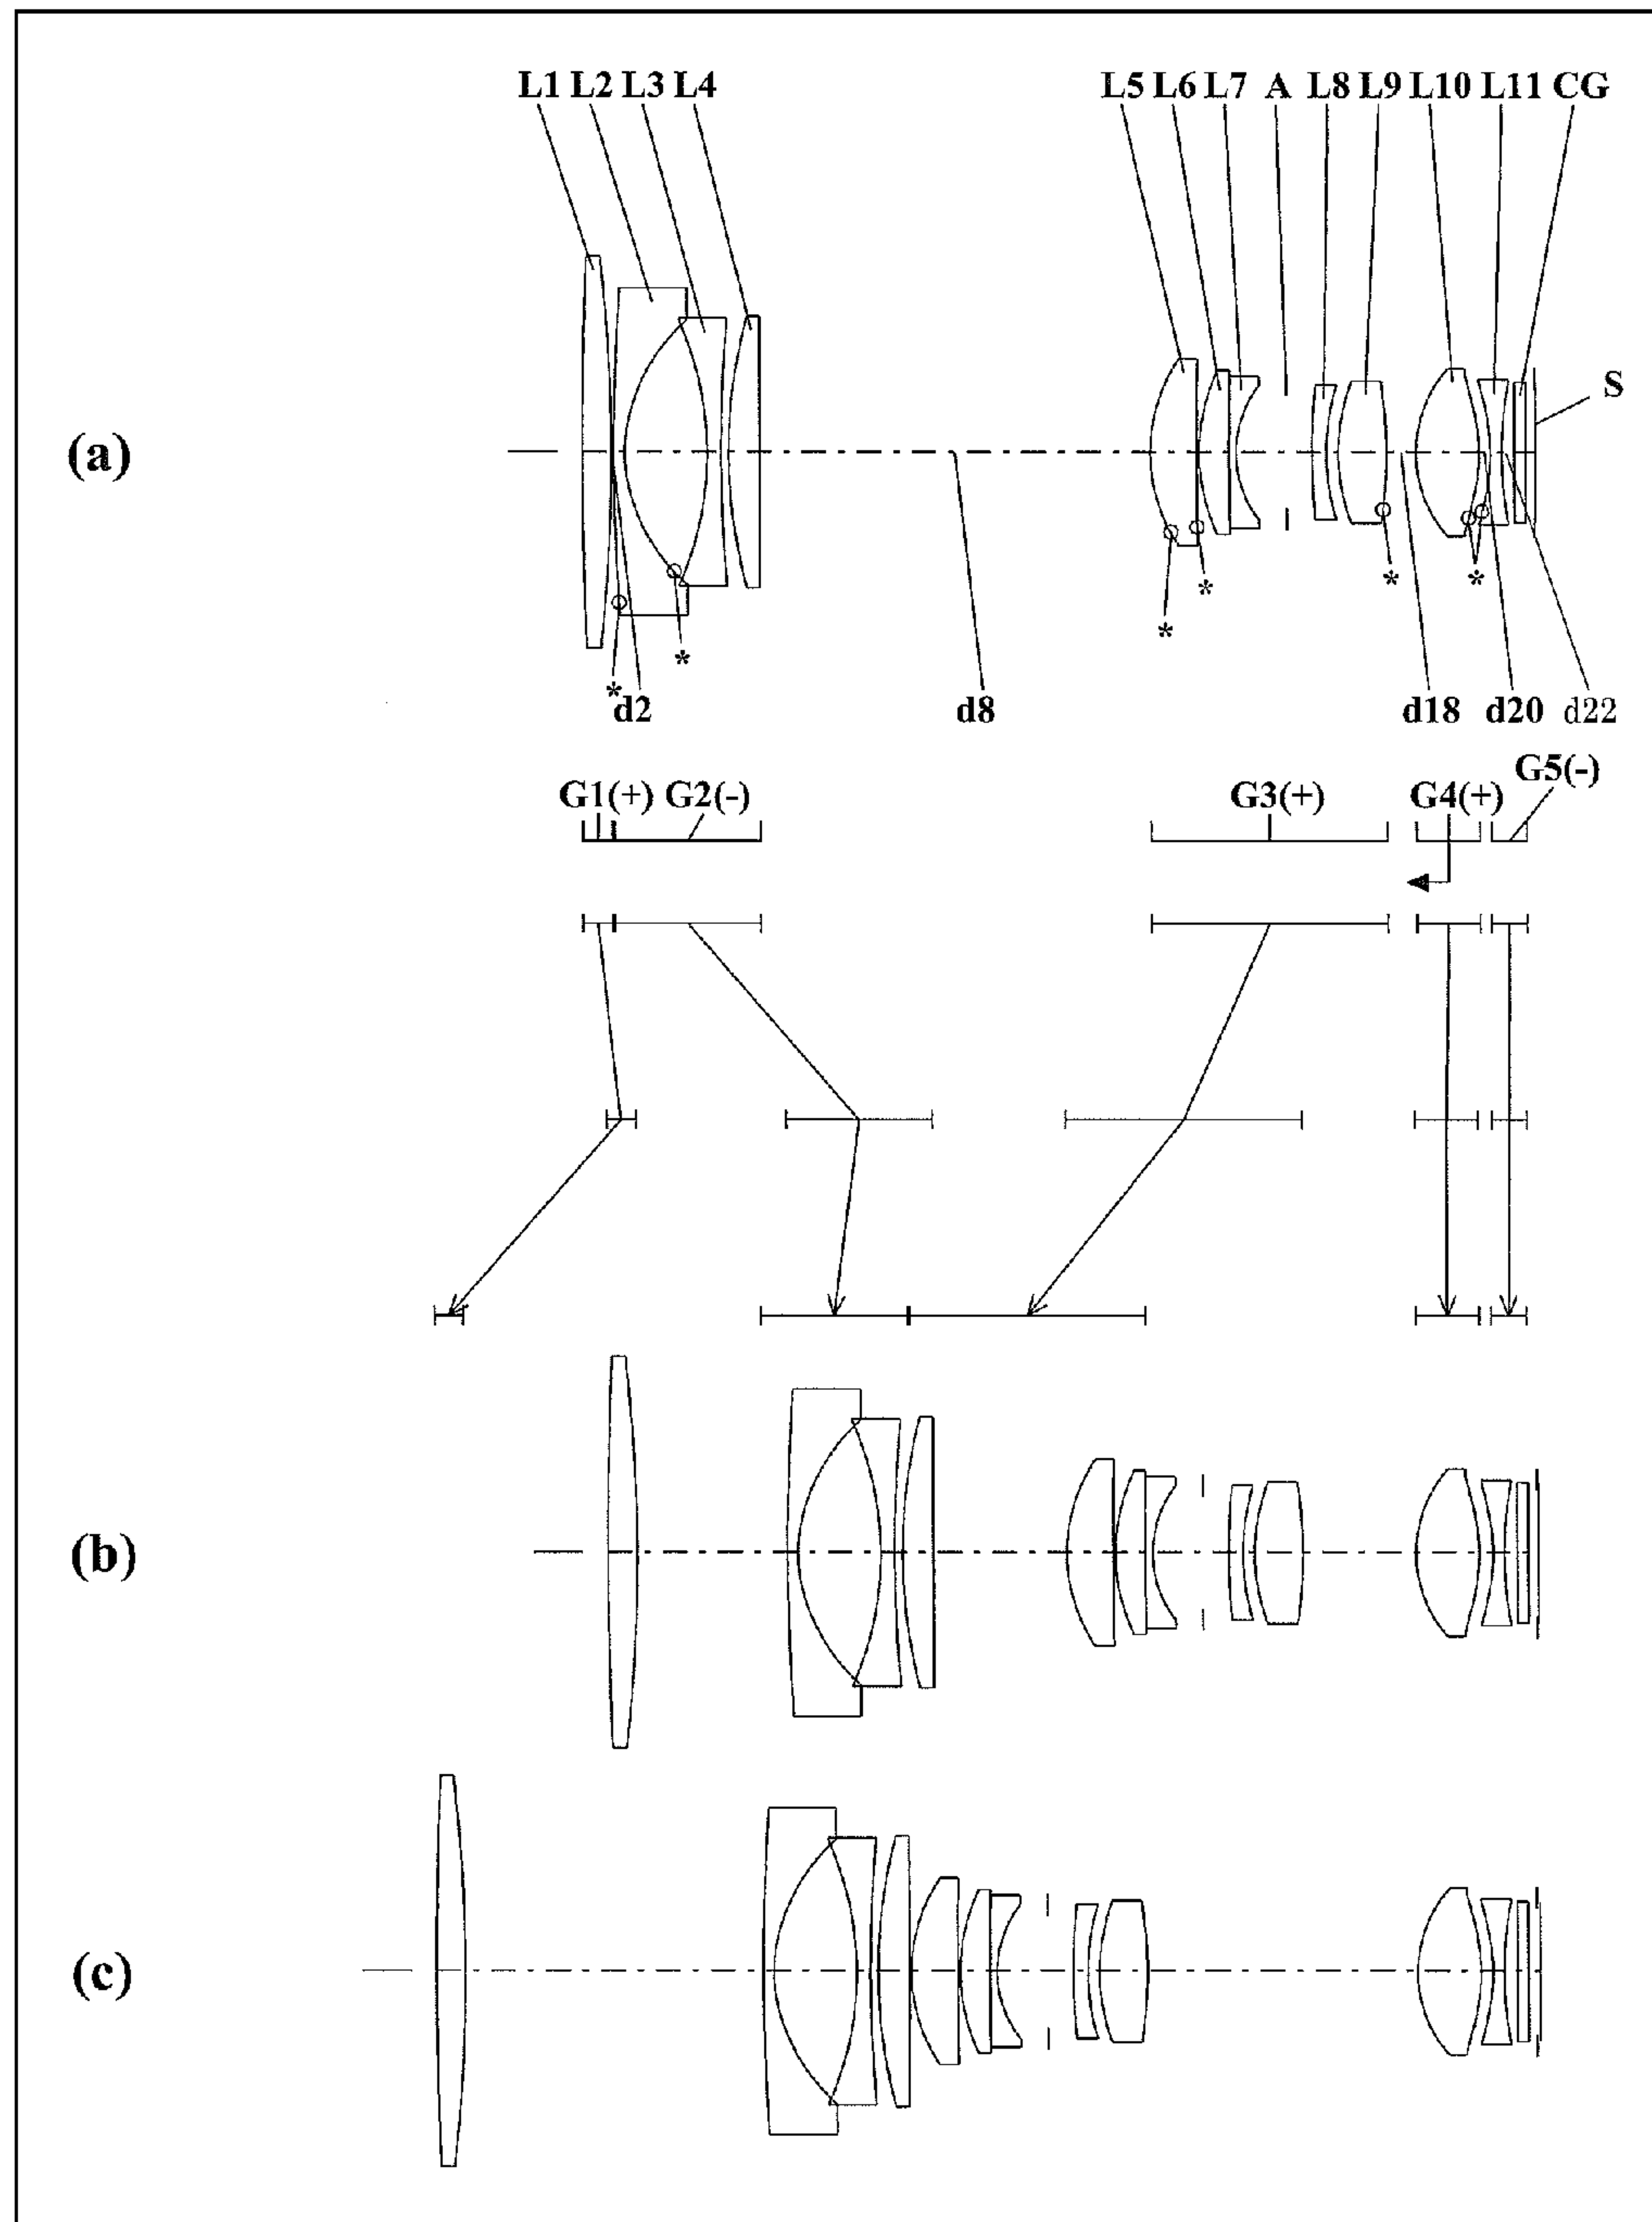 L1 L2 L3 L4 L5 L6 L7 A L8 L9 L10 L11 CG
S
(a)
* * * * * *
d2 d8 d18 d20 d22
G1(+) G2(-) G3(+) G4(+) G5(-)
(b)
(c)